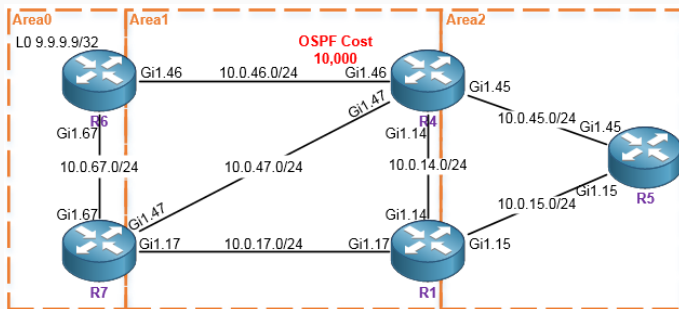 Area0
Area1
Area2
L0 9.9.9.9/32
OSPF Cost
10,000
Gi1.46
10.0.46.0/24
Gi1.46
R6
R4
Gi1.47
Gi1.45
Gi1.67
Gi1.14
10.0.45.0/24
Gi1.45
10.0.67.0/24
10.0.47.0/24
10.0.14.0/24
Gi1.15
R5
Gi1.67
Gi1.47
Gi1.14
10.0.15.0/24
Gi1.17
10.0.17.0/24
Gi1.17
Gi1.15
R7
R1